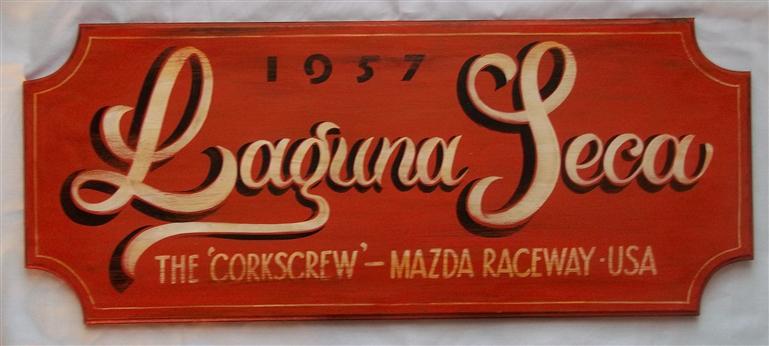 1957
Laguna Seca
THE 'CORKSCREW' – MAZDA RACEWAY · USA